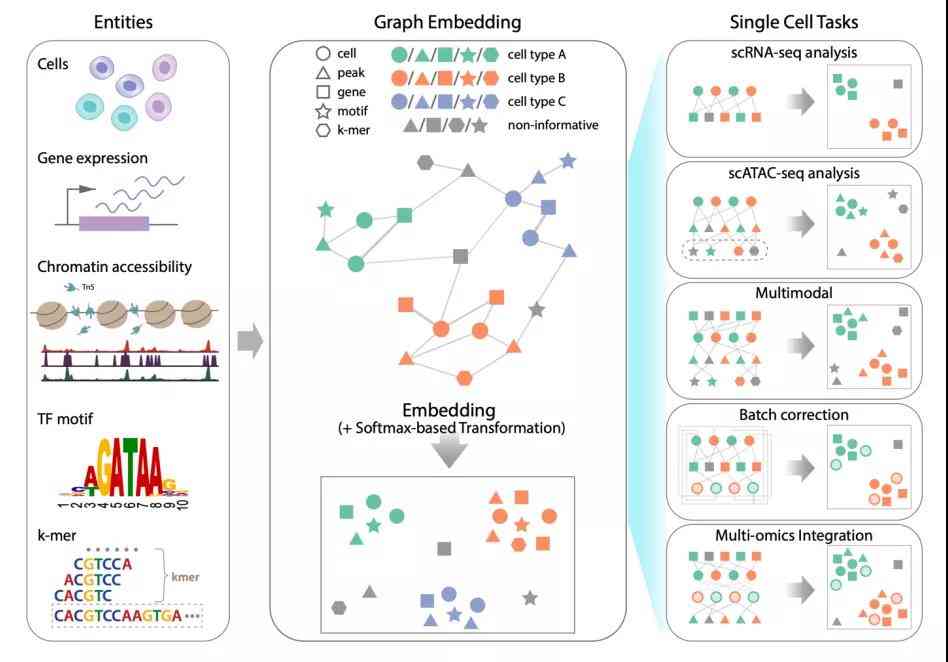 Entities
Cells
Gene expression
Chromatin accessibility
Tn5
TF motif
GATAA
1 2 3 4 5 6 7 8 9 10
k-mer
CGTCCA
ACGTCC
CACGTC
kmer
CACGTCCAAGTGA
Graph Embedding
cell
peak
gene
motif
k-mer
cell type A
cell type B
cell type C
non-informative
Embedding
(+ Softmax-based Transformation)
Single Cell Tasks
scRNA-seq analysis
scATAC-seq analysis
Multimodal
Batch correction
Multi-omics Integration